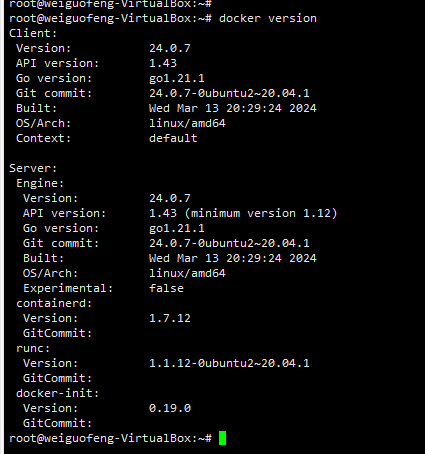 root@weiguofeng-VirtualBox:~#
root@weiguofeng-VirtualBox:~# docker version
Client:
 Version:           24.0.7
 API version:       1.43
 Go version:        go1.21.1
 Git commit:        24.0.7-0ubuntu2~20.04.1
 Built:             Wed Mar 13 20:29:24 2024
 OS/Arch:           linux/amd64
 Context:           default

Server:
 Engine:
  Version:          24.0.7
  API version:      1.43 (minimum version 1.12)
  Go version:       go1.21.1
  Git commit:       24.0.7-0ubuntu2~20.04.1
  Built:            Wed Mar 13 20:29:24 2024
  OS/Arch:          linux/amd64
  Experimental:     false
 containerd:
  Version:          1.7.12
  GitCommit:
 runc:
  Version:          1.1.12-0ubuntu2~20.04.1
  GitCommit:
 docker-init:
  Version:          0.19.0
  GitCommit:
root@weiguofeng-VirtualBox:~#